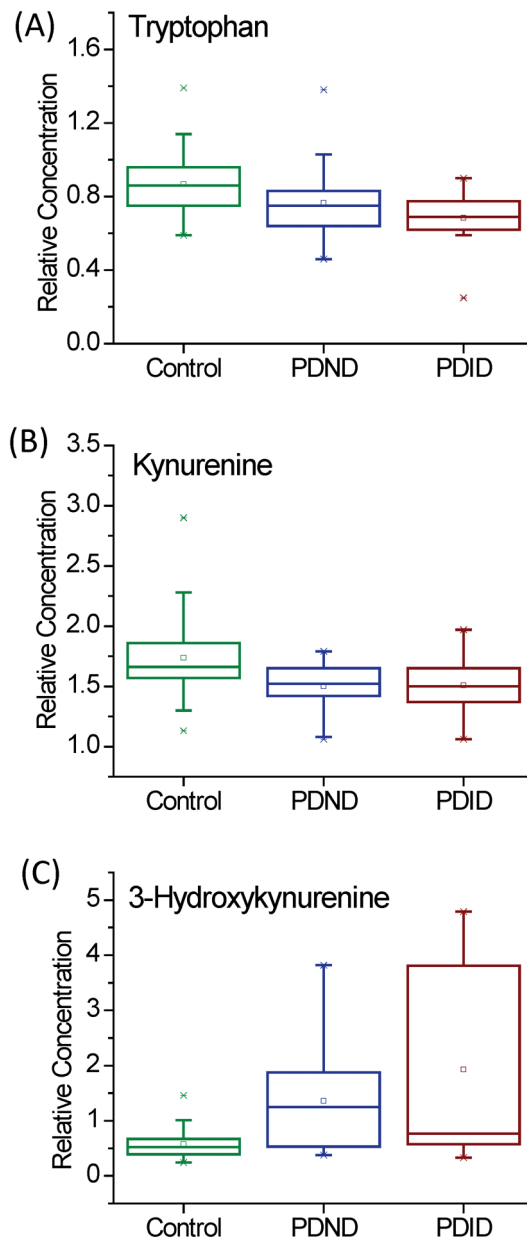 (A)
Tryptophan
Relative Concentration
1.6
1.2
0.8
0.4
0.0
Control PDND PDID
(B)
Kynurenine
Relative Concentration
3.5
3.0
2.5
2.0
1.5
1.0
Control PDND PDID
(C)
3-Hydroxykynurenine
Relative Concentration
5
4
3
2
1
0
Control PDND PDID